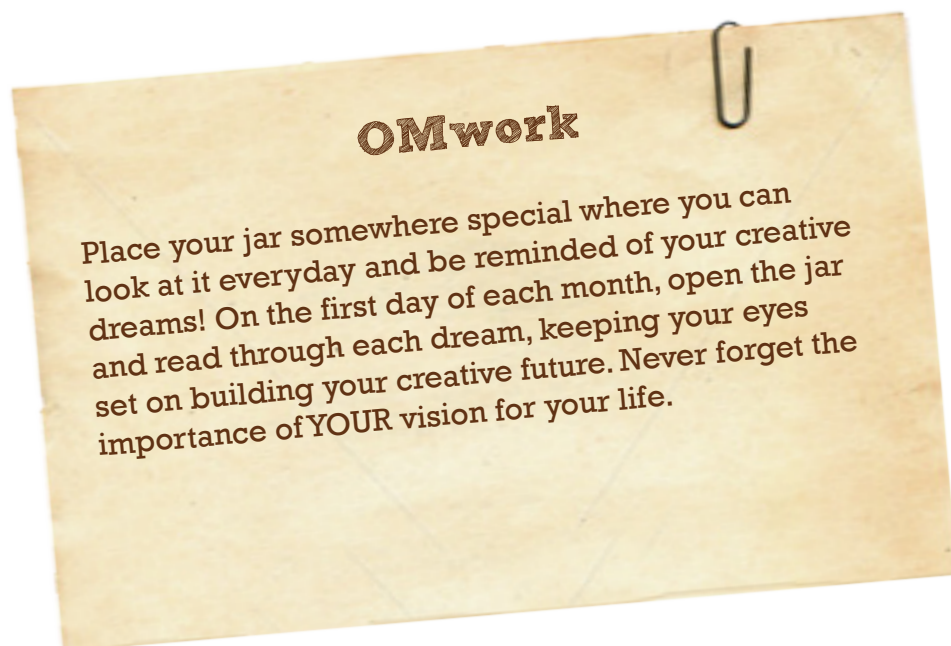 OMwork
Place your jar somewhere special where you can
look at it everyday and be reminded of your creative
dreams! On the first day of each month, open the jar
and read through each dream, keeping your eyes
set on building your creative future. Never forget the
importance of YOUR vision for your life.